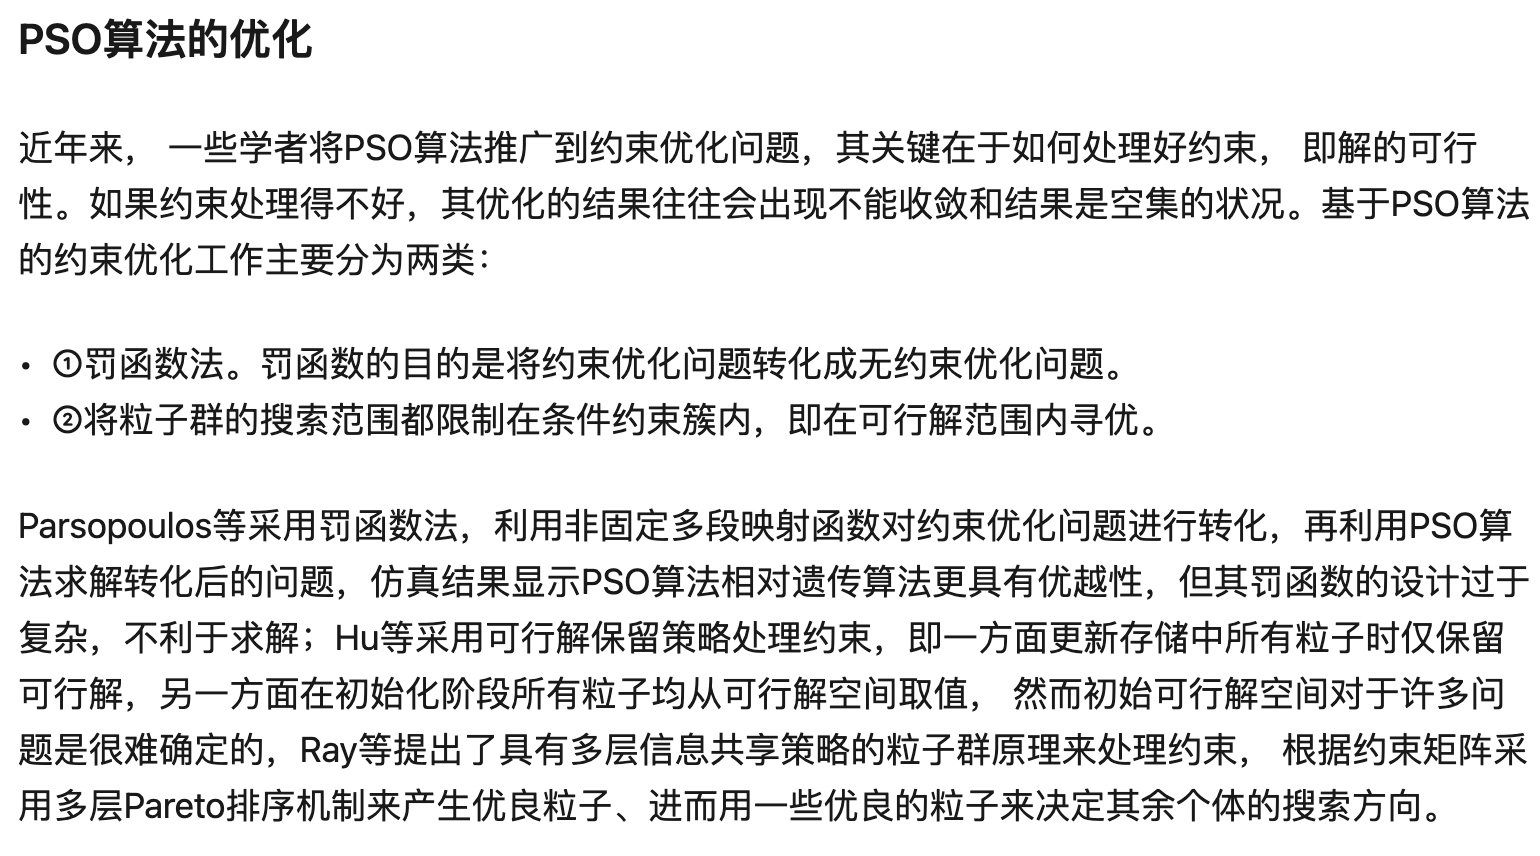 PSO算法的优化
近年来， 一些学者将PSO算法推广到约束优化问题，其关键在于如何处理好约束， 即解的可行
性。如果约束处理得不好，其优化的结果往往会出现不能收敛和结果是空集的状况。基于PSO算法
的约束优化工作主要分为两类：
• ①罚函数法。罚函数的目的是将约束优化问题转化成无约束优化问题。
• ②将粒子群的搜索范围都限制在条件约束簇内，即在可行解范围内寻优。
Parsopoulos等采用罚函数法，利用非固定多段映射函数对约束优化问题进行转化，再利用PSO算
法求解转化后的问题，仿真结果显示PSO算法相对遗传算法更具有优越性，但其罚函数的设计过于
复杂，不利于求解；Hu等采用可行解保留策略处理约束，即一方面更新存储中所有粒子时仅保留
可行解，另一方面在初始化阶段所有粒子均从可行解空间取值， 然而初始可行解空间对于许多问
题是很难确定的，Ray等提出了具有多层信息共享策略的粒子群原理来处理约束， 根据约束矩阵采
用多层Pareto排序机制来产生优良粒子、进而用一些优良的粒子来决定其余个体的搜索方向。